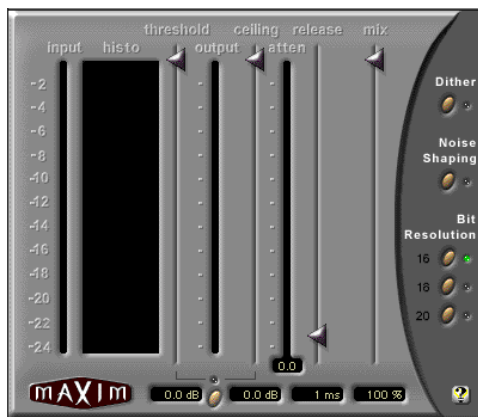 threshold ceiling release mix
input histo output atten
-2
-4
-6
-8
-10
-12
-14
-16
-18
-20
-22
-24
Dither
Noise
Shaping
Bit
Resolution
16
18
20
0.0
MAXIM
0.0 dB 0.0 dB 1 ms 100 %
?